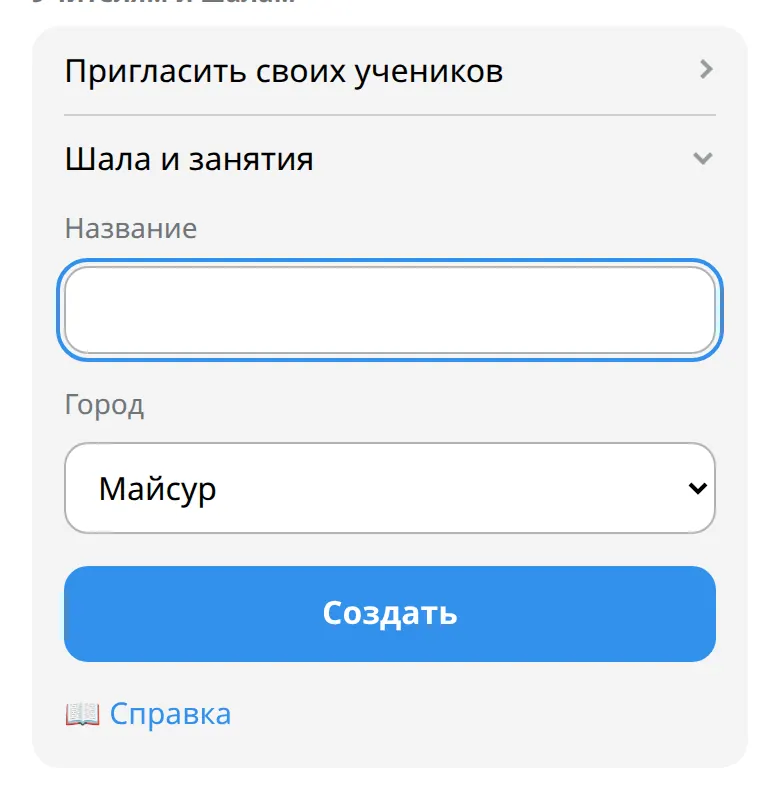 Пригласить своих учеников
Шала и занятия
Название
Город
Майсур
Создать
📖 Справка